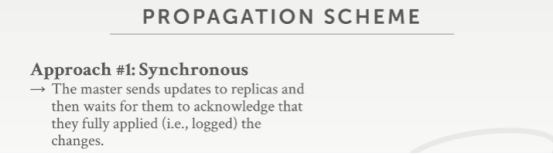 PROPAGATION SCHEME
Approach #1: Synchronous
→ The master sends updates to replicas and
then waits for them to acknowledge that
they fully applied (i.e., logged) the
changes.